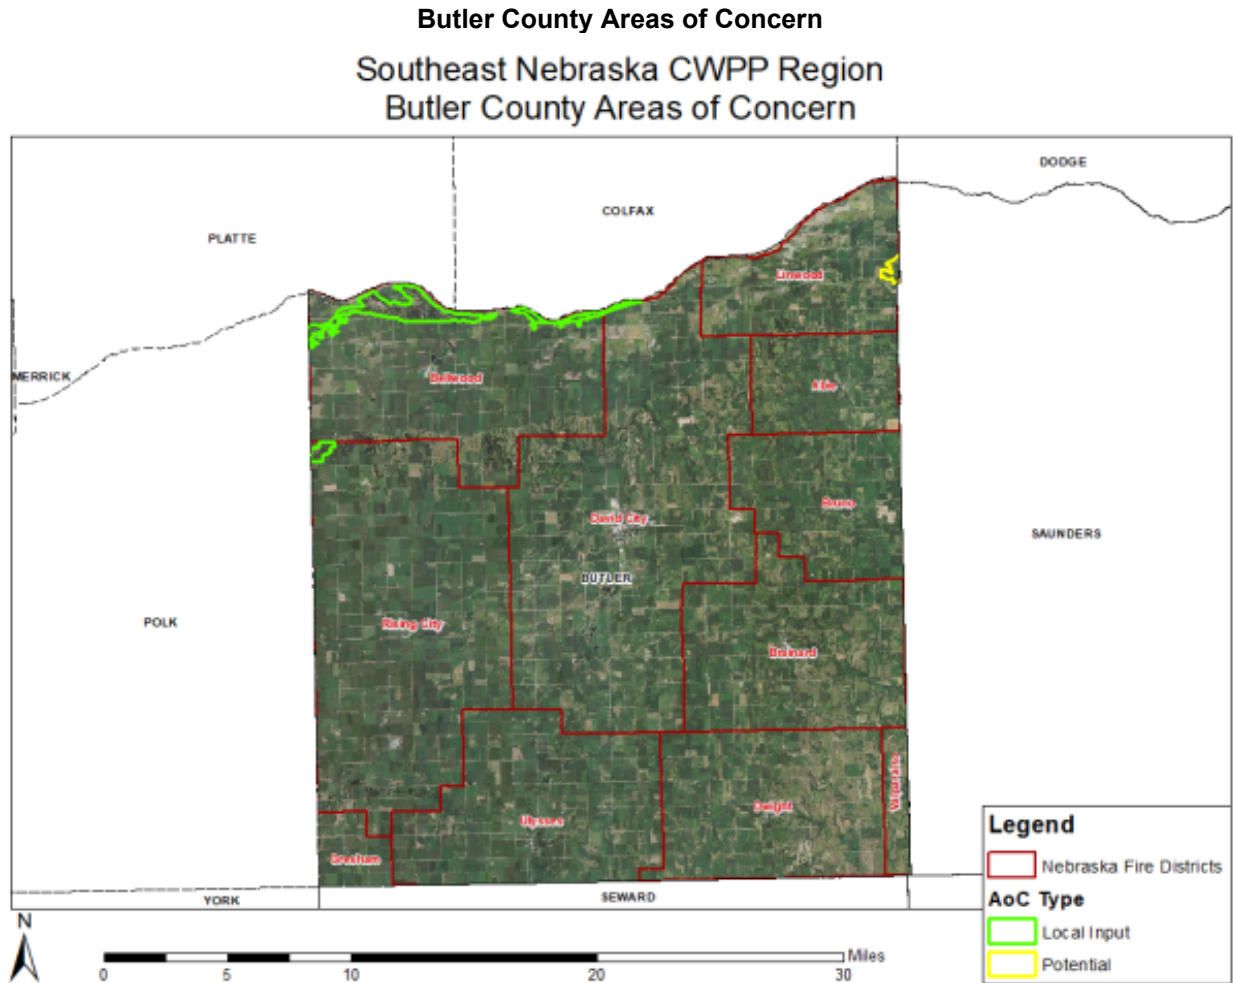 Butler County Areas of Concern
Southeast Nebraska CWPP Region
Butler County Areas of Concern
DODGE
COLFAX
PLATTE
Linwood
MERRICK
Bellwood
Abie
Bruno
David City
SAUNDERS
BUTLER
POLK
Rising City
Brainard
Valparaiso
Dwight
Ulysses
Gresham
YORK
SEWARD
Legend
Nebraska Fire Districts
AoC Type
Local Input
Potential
N
Miles
0 5 10 20 30